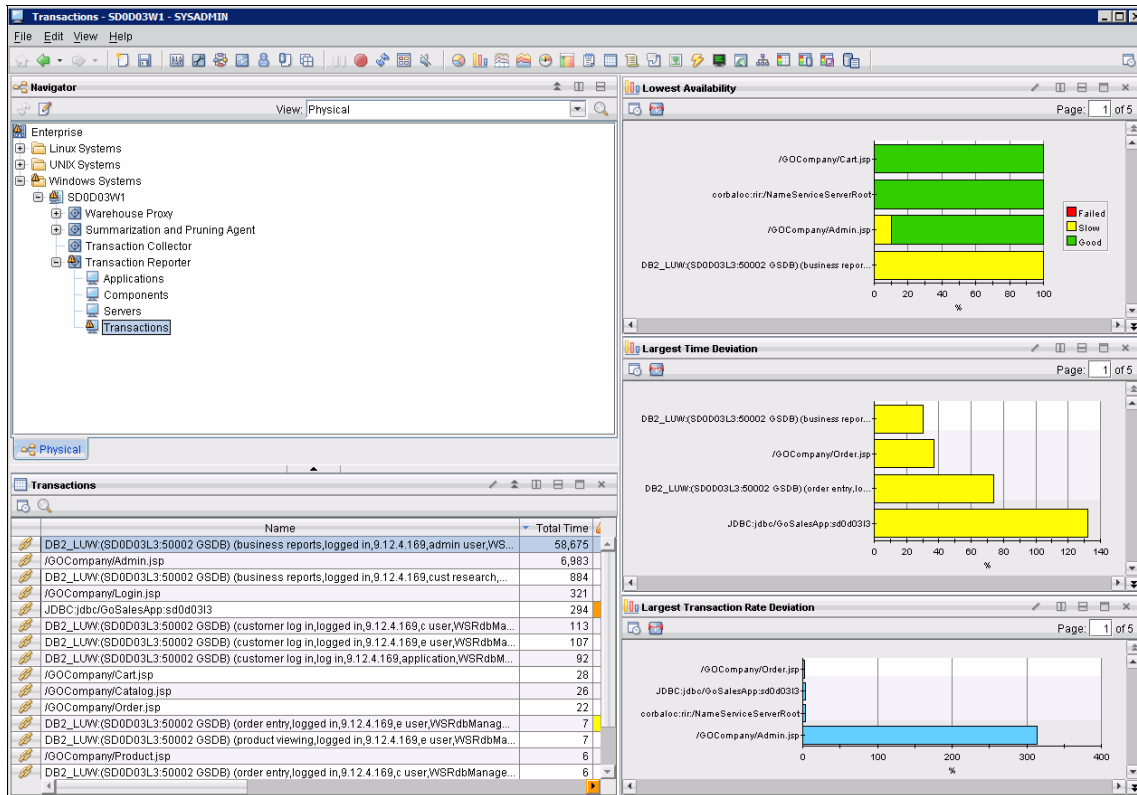 Transactions - SD0D03W1 - SYSADMIN
File Edit View Help
Navigator
View: Physical
Enterprise
Linux Systems
UNIX Systems
Windows Systems
SD0D03W1
Warehouse Proxy
Summarization and Pruning Agent
Transaction Collector
Transaction Reporter
Applications
Components
Servers
Transactions
Physical
Transactions
Name Total Time
DB2_LUW:(SD0D03L3:50002 GSDB) (business reports,logged in,9.12.4.169,admin user,WS... 58,675
/GOCompany/Admin.jsp 6,983
DB2_LUW:(SD0D03L3:50002 GSDB) (business reports,logged in,9.12.4.169,cust research,... 884
/GOCompany/Login.jsp 321
JDBC:jdbc/GoSalesApp:sd0d03l3 294
DB2_LUW:(SD0D03L3:50002 GSDB) (customer log in,logged in,9.12.4.169,c user,WSRdbMa... 113
DB2_LUW:(SD0D03L3:50002 GSDB) (customer log in,logged in,9.12.4.169,e user,WSRdbMa... 107
DB2_LUW:(SD0D03L3:50002 GSDB) (customer log in,log in,9.12.4.169,application,WSRdbM... 92
/GOCompany/Cart.jsp 28
/GOCompany/Catalog.jsp 26
/GOCompany/Order.jsp 22
DB2_LUW:(SD0D03L3:50002 GSDB) (order entry,logged in,9.12.4.169,e user,WSRdbManag... 7
DB2_LUW:(SD0D03L3:50002 GSDB) (product viewing,logged in,9.12.4.169,e user,WSRdbMa... 7
/GOCompany/Product.jsp 6
DB2_LUW:(SD0D03L3:50002 GSDB) (order entry,logged in,9.12.4.169,c user,WSRdbManage... 6
Lowest Availability
Page: 1 of 5
/GOCompany/Cart.jsp
corbaloc:rir:/NameServiceServerRoot
/GOCompany/Admin.jsp
DB2_LUW:(SD0D03L3:50002 GSDB) (business repor...
0 20 40 60 80 100
%
Failed
Slow
Good
Largest Time Deviation
Page: 1 of 5
DB2_LUW:(SD0D03L3:50002 GSDB) (business repor...
/GOCompany/Order.jsp
DB2_LUW:(SD0D03L3:50002 GSDB) (order entry,lo...
JDBC:jdbc/GoSalesApp:sd0d03l3
0 20 40 60 80 100 120 140
%
Largest Transaction Rate Deviation
Page: 1 of 5
/GOCompany/Order.jsp
JDBC:jdbc/GoSalesApp:sd0d03l3
corbaloc:rir:/NameServiceServerRoot
/GOCompany/Admin.jsp
0 100 200 300 400
%